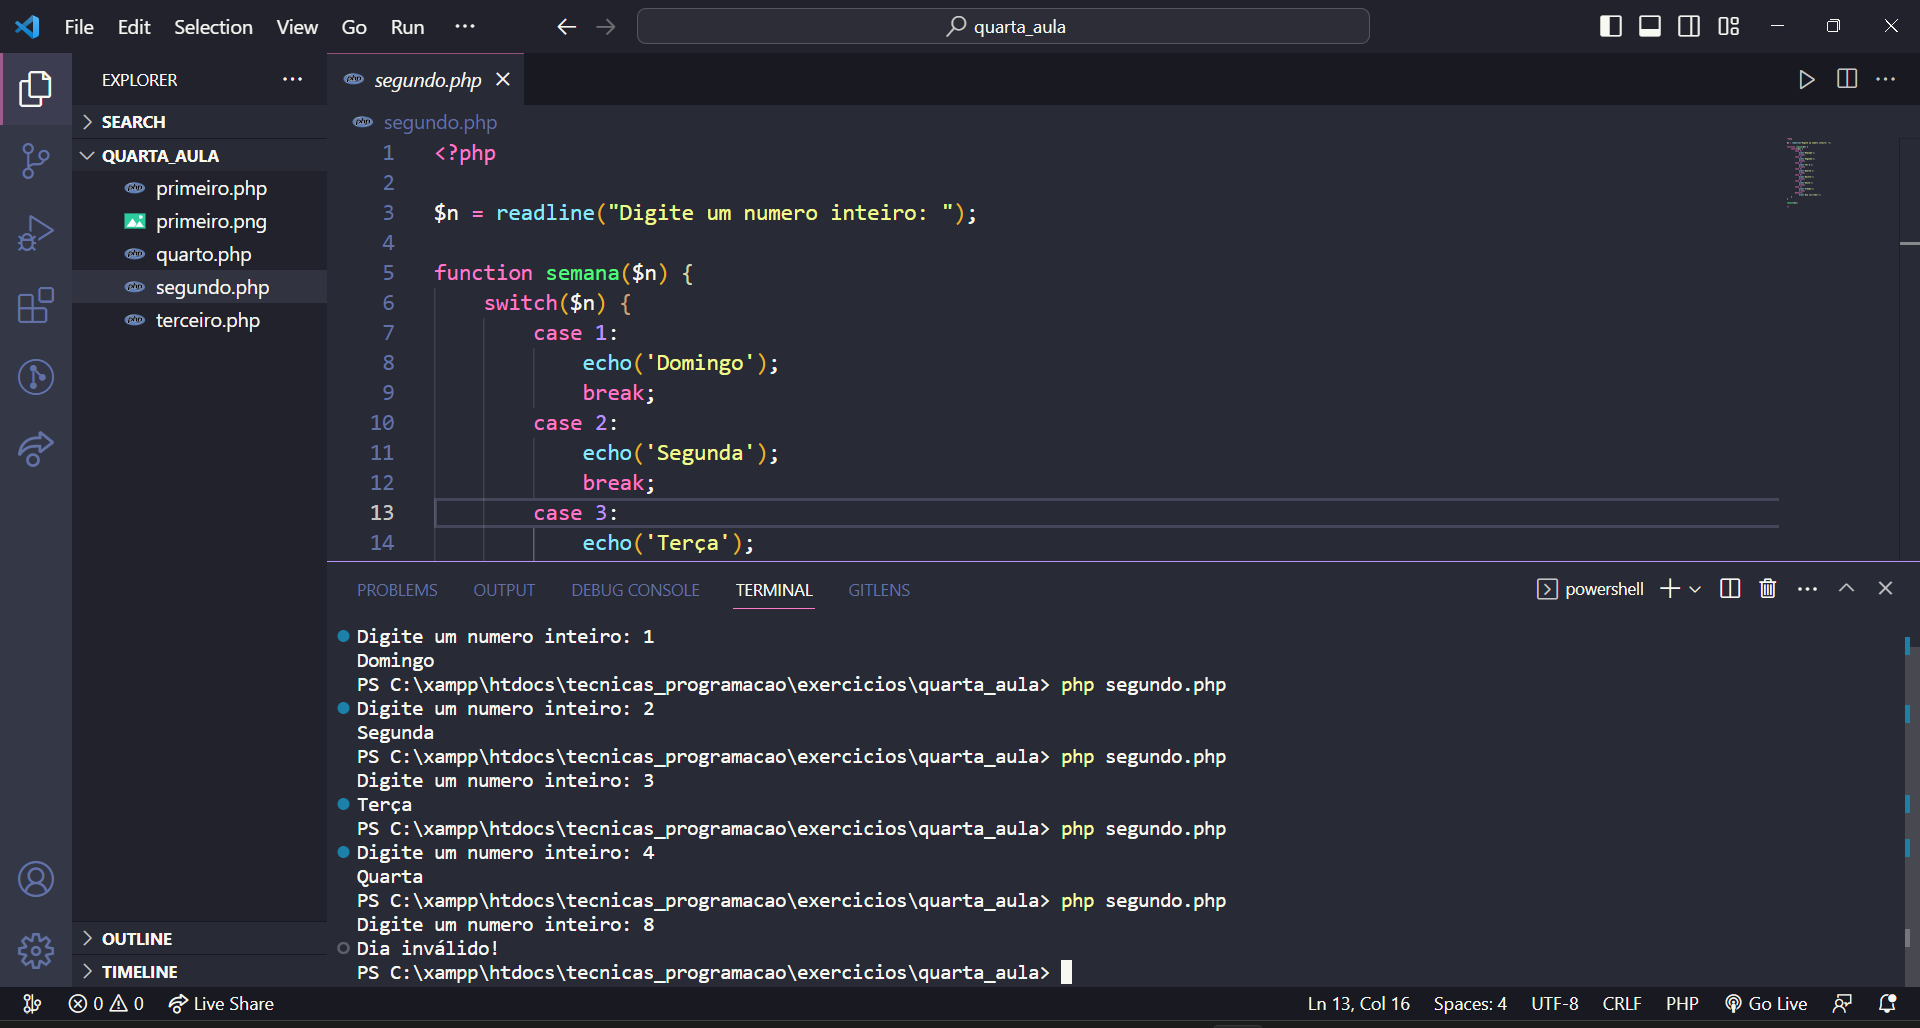 File Edit Selection View Go Run ...
quarta_aula
EXPLORER
SEARCH
QUARTA_AULA
primeiro.php
primeiro.png
quarto.php
segundo.php
terceiro.php
OUTLINE
TIMELINE
segundo.php
segundo.php
1 <?php
2
3 $n = readline("Digite um numero inteiro: ");
4
5 function semana($n) {
6 switch($n) {
7 case 1:
8 echo('Domingo');
9 break;
10 case 2:
11 echo('Segunda');
12 break;
13 case 3:
14 echo('Terça');
PROBLEMS OUTPUT DEBUG CONSOLE TERMINAL GITLENS
powershell
Digite um numero inteiro: 1
Domingo
PS C:\xampp\htdocs\tecnicas_programacao\exercicios\quarta_aula> php segundo.php
Digite um numero inteiro: 2
Segunda
PS C:\xampp\htdocs\tecnicas_programacao\exercicios\quarta_aula> php segundo.php
Digite um numero inteiro: 3
Terça
PS C:\xampp\htdocs\tecnicas_programacao\exercicios\quarta_aula> php segundo.php
Digite um numero inteiro: 4
Quarta
PS C:\xampp\htdocs\tecnicas_programacao\exercicios\quarta_aula> php segundo.php
Digite um numero inteiro: 8
Dia inválido!
PS C:\xampp\htdocs\tecnicas_programacao\exercicios\quarta_aula>
0 0 Live Share
Ln 13, Col 16 Spaces: 4 UTF-8 CRLF PHP Go Live